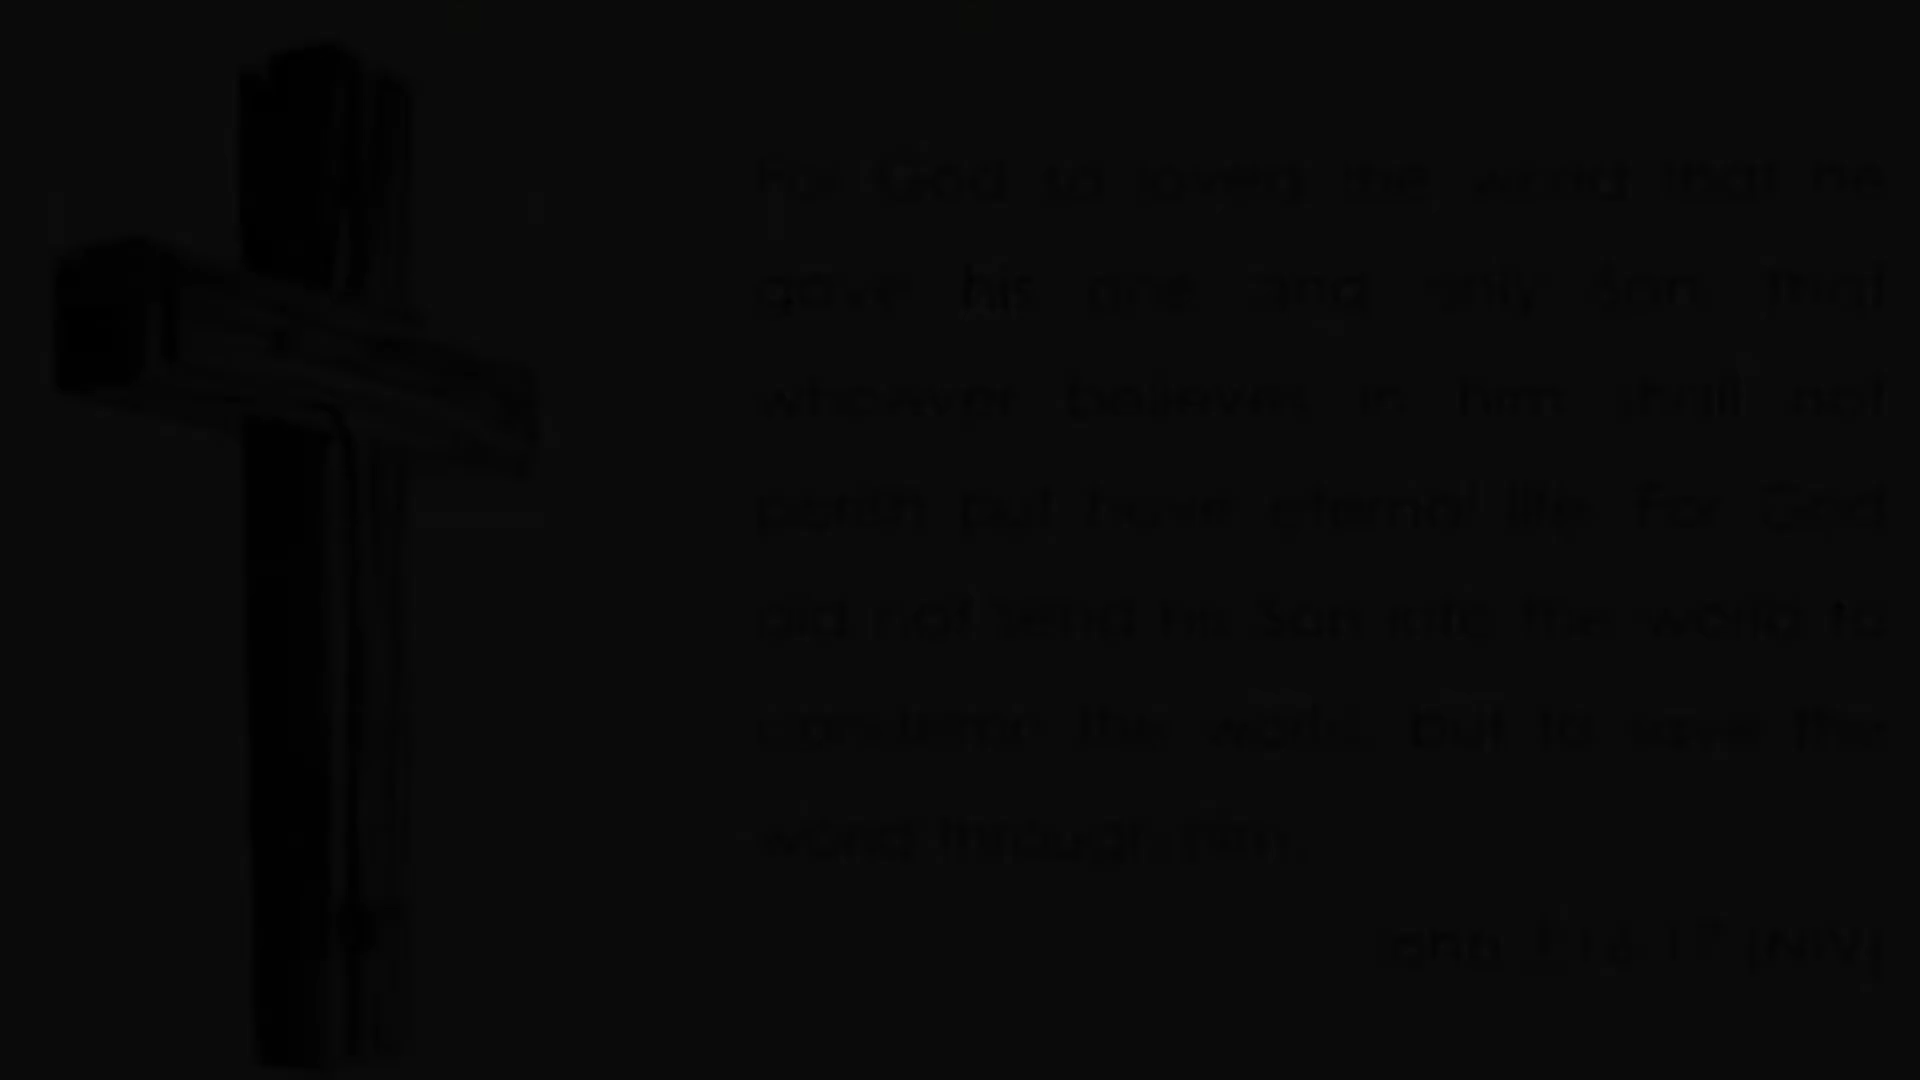 For God so loved the world that he
gave his one and only Son, that
whoever believes in him shall not
perish but have eternal life. For God
did not send his Son into the world to
condemn the world, but to save the
world through him.
John 3:16-17 (NIV)